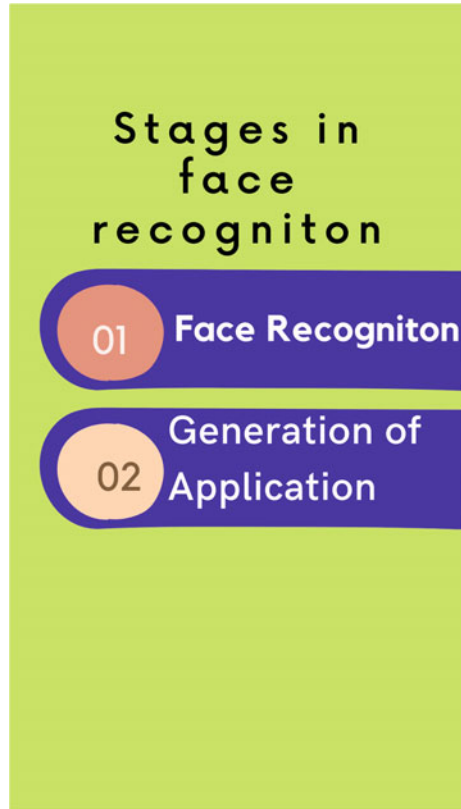 Stages in
face
recogniton
01
Face Recogniton
02
Generation of
Application